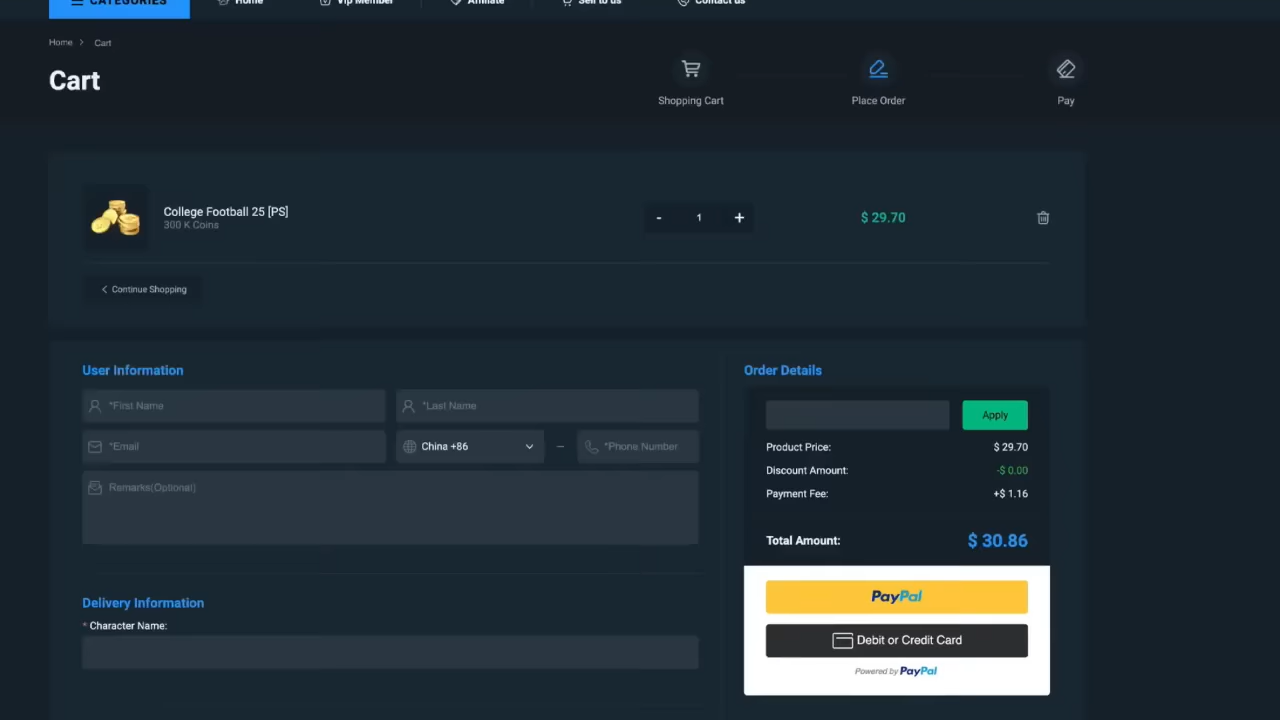 CATEGORIES
Home
Vip Member
Affiliate
Sell to us
Contact us
Home > Cart
Cart
Shopping Cart
Place Order
Pay
College Football 25 [PS]
300 K Coins
- 1 +
$ 29.70
< Continue Shopping
User Information
*First Name
*Last Name
*Email
China +86
–
*Phone Number
Remarks(Optional)
Delivery Information
* Character Name:
Order Details
Apply
Product Price: $ 29.70
Discount Amount: -$ 0.00
Payment Fee: +$ 1.16
Total Amount: $ 30.86
PayPal
Debit or Credit Card
Powered by PayPal